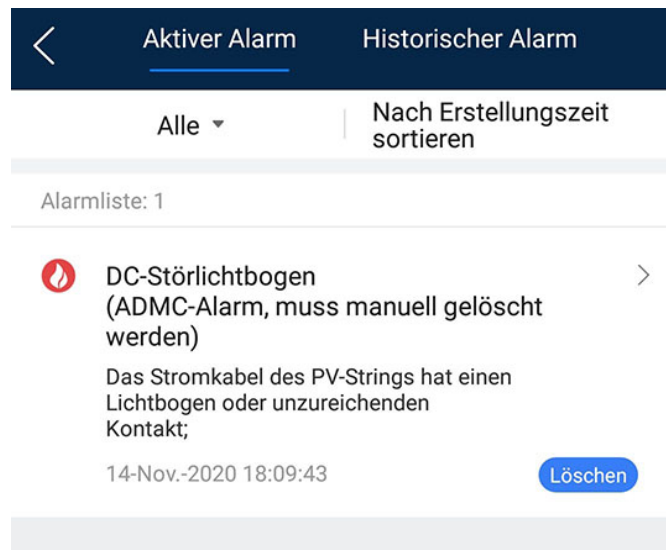 Aktiver Alarm
Historischer Alarm
Alle
Nach Erstellungszeit
sortieren
Alarmliste: 1
DC-Störlichtbogen
(ADMC-Alarm, muss manuell gelöscht
werden)
Das Stromkabel des PV-Strings hat einen
Lichtbogen oder unzureichenden
Kontakt;
14-Nov.-2020 18:09:43
Löschen